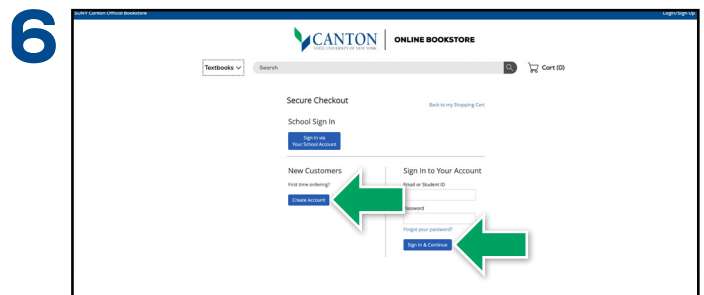 6
SUNY Canton Official Bookstore
Login/Sign Up
CANTON
STATE UNIVERSITY OF NEW YORK
ONLINE BOOKSTORE
Textbooks
Search
Cart (0)
Secure Checkout
Back to my Shopping Cart
School Sign In
Sign In via
Your School Account
New Customers
First time ordering?
Create Account
Sign In to Your Account
Email or Student ID
Password
Forgot your password?
Sign In & Continue